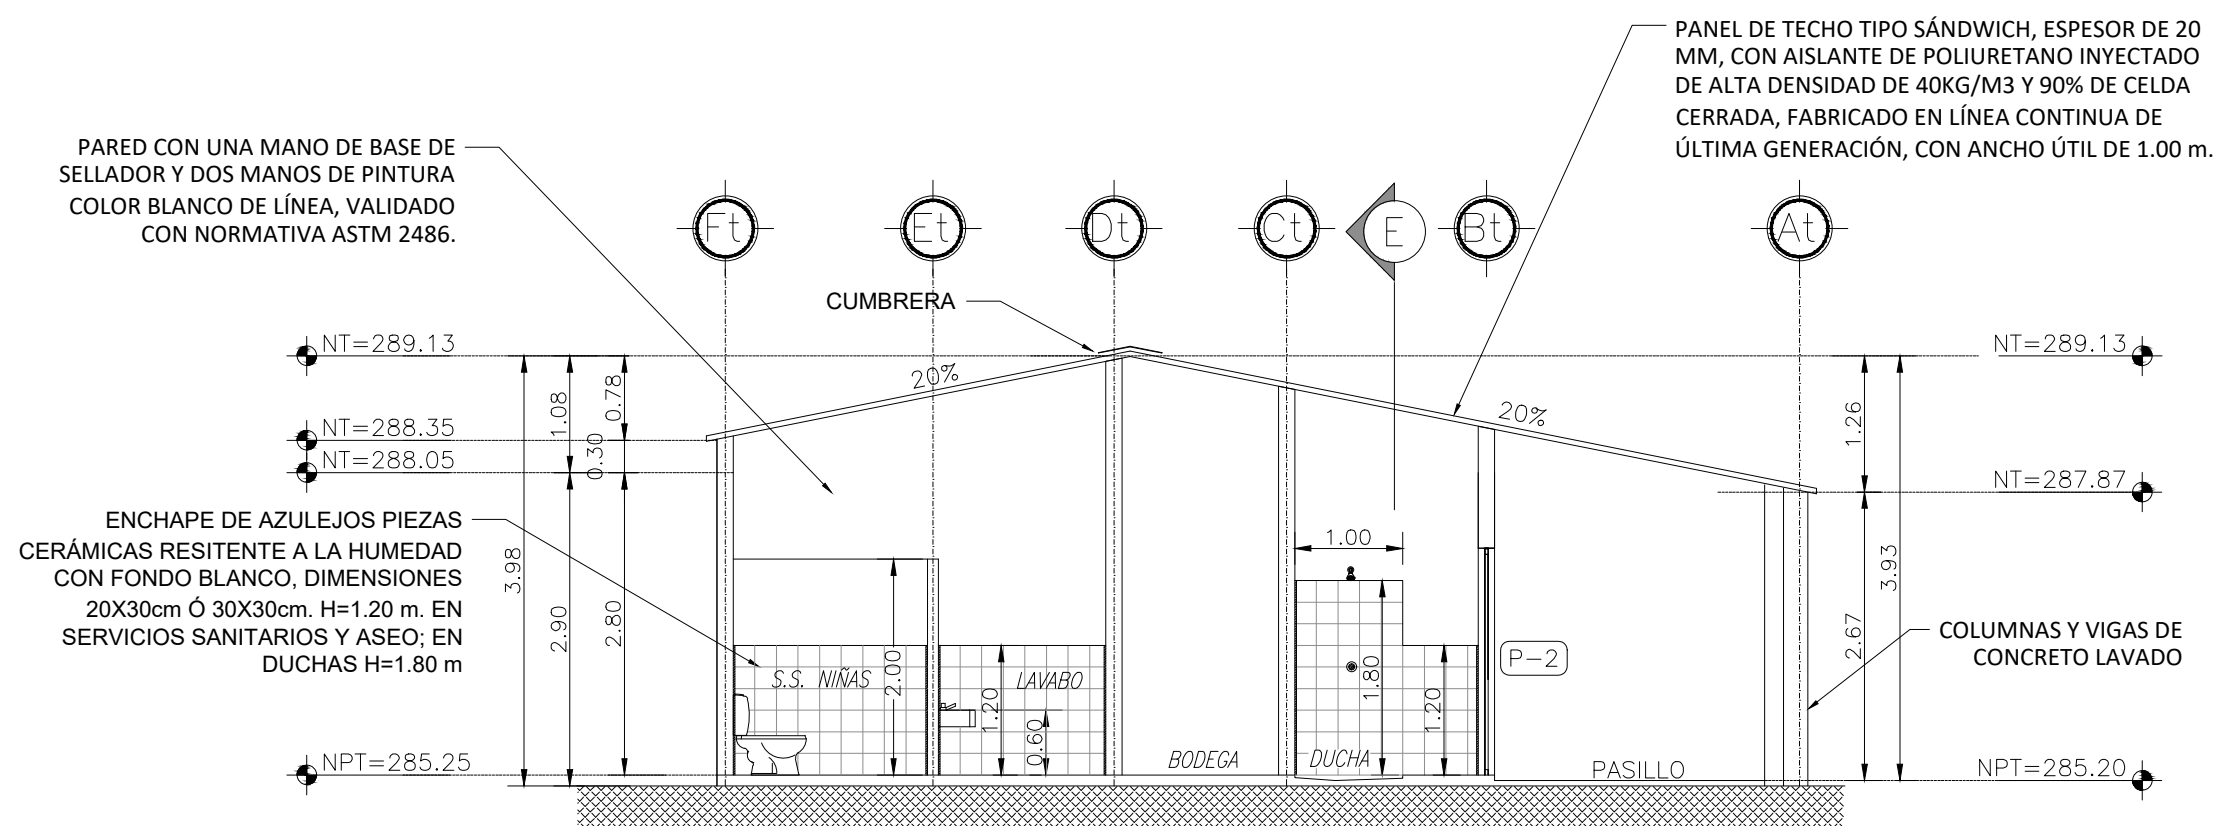 PANEL DE TECHO TIPO SÁNDWICH, ESPESOR DE 20
MM, CON AISLANTE DE POLIURETANO INYECTADO
DE ALTA DENSIDAD DE 40KG/M3 Y 90% DE CELDA
CERRADA, FABRICADO EN LÍNEA CONTINUA DE
ÚLTIMA GENERACIÓN, CON ANCHO ÚTIL DE 1.00 m.
PARED CON UNA MANO DE BASE DE
SELLADOR Y DOS MANOS DE PINTURA
COLOR BLANCO DE LÍNEA, VALIDADO
CON NORMATIVA ASTM 2486.
Ft
Et
Dt
Ct
E
Bt
At
CUMBRERA
NT=289.13
NT=289.13
20%
20%
0.78
1.08
0.30
1.26
NT=288.35
NT=288.05
NT=287.87
ENCHAPE DE AZULEJOS PIEZAS
CERÁMICAS RESITENTE A LA HUMEDAD
CON FONDO BLANCO, DIMENSIONES
20X30cm Ó 30X30cm. H=1.20 m. EN
SERVICIOS SANITARIOS Y ASEO; EN
DUCHAS H=1.80 m
3.98
2.90
2.80
1.00
3.93
2.67
COLUMNAS Y VIGAS DE
CONCRETO LAVADO
P-2
S.S. NIÑAS
2.00
LAVABO
1.20
0.60
1.80
1.20
BODEGA
DUCHA
PASILLO
NPT=285.25
NPT=285.20